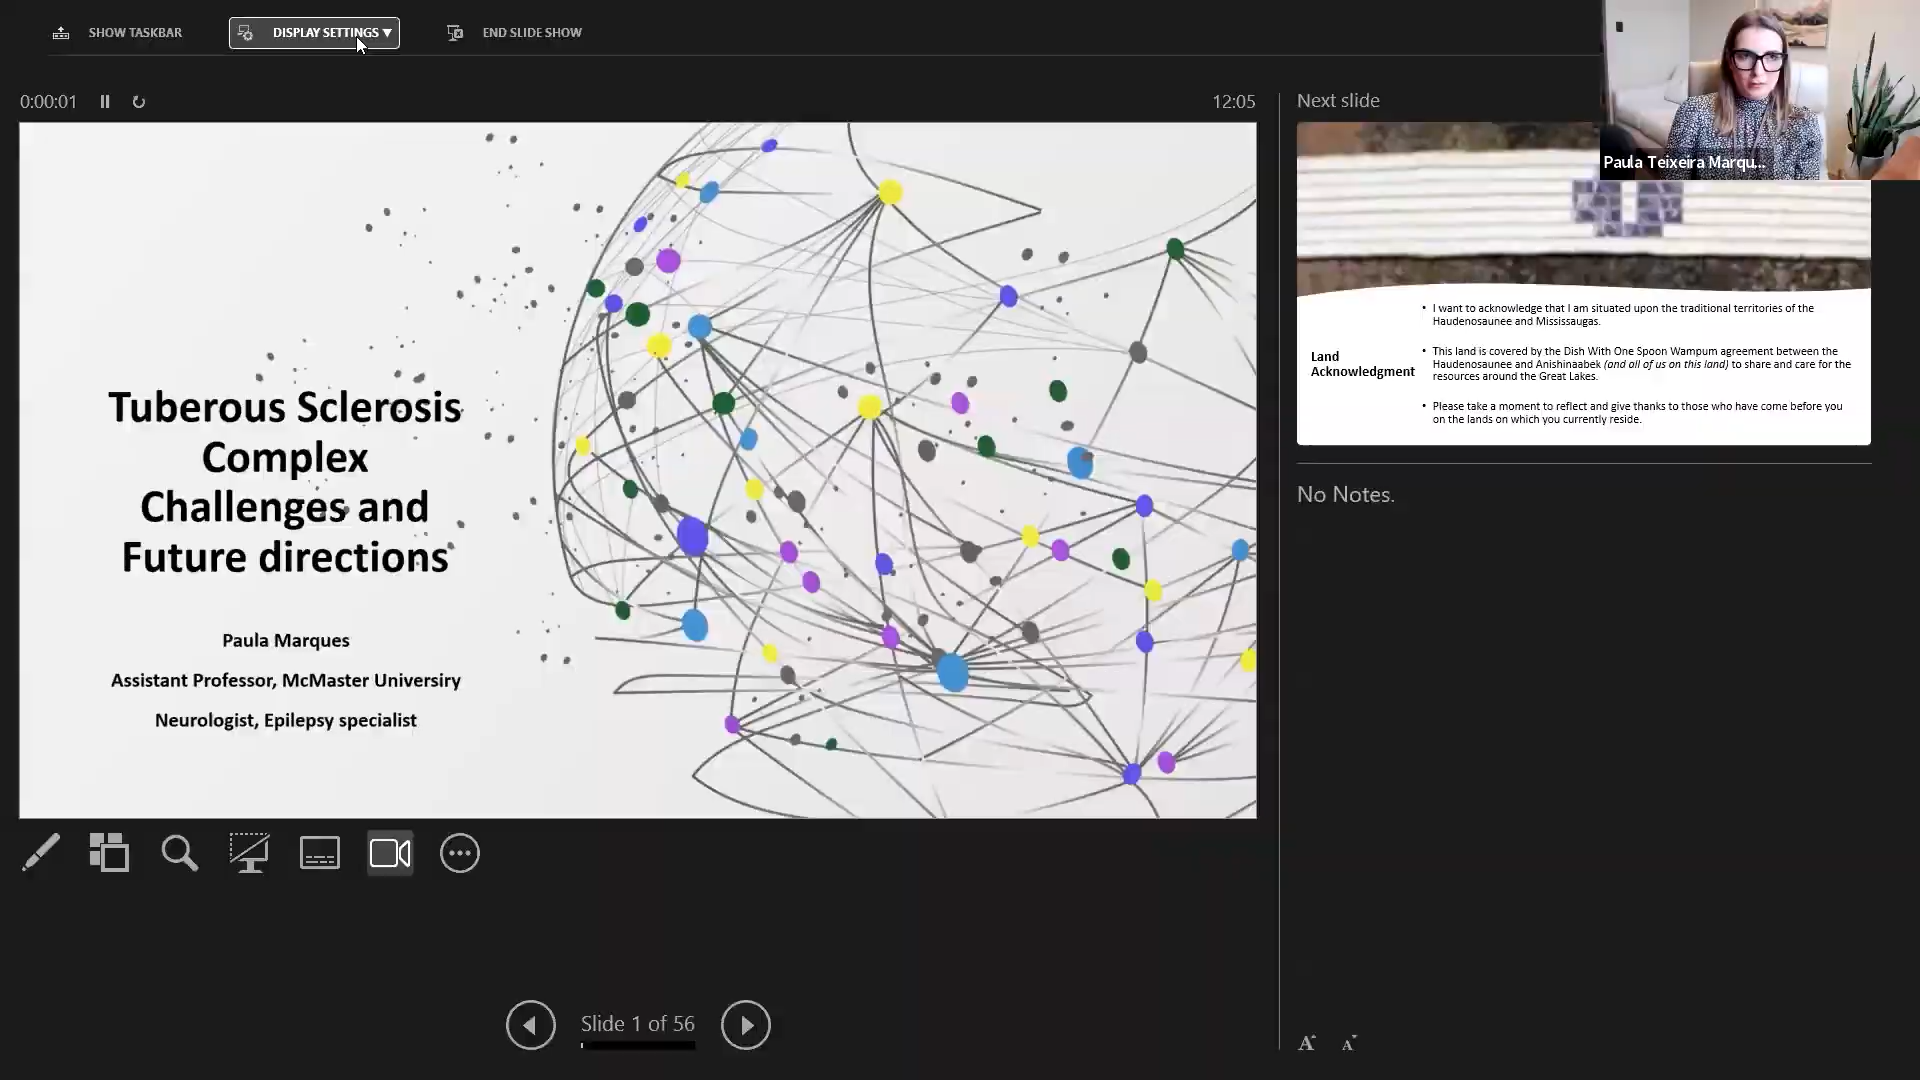 SHOW TASKBAR
DISPLAY SETTINGS ▼
END SLIDE SHOW
0:00:01
12:05
Next slide
Paula Teixeira Marqu...
Tuberous Sclerosis
Complex
Challenges and
Future directions
Paula Marques
Assistant Professor, McMaster Universiry
Neurologist, Epilepsy specialist
Land
Acknowledgment
• I want to acknowledge that I am situated upon the traditional territories of the
Haudenosaunee and Mississaugas.
• This land is covered by the Dish With One Spoon Wampum agreement between the
Haudenosaunee and Anishinaabek (and all of us on this land) to share and care for the
resources around the Great Lakes.
• Please take a moment to reflect and give thanks to those who have come before you
on the lands on which you currently reside.
No Notes.
Slide 1 of 56
A A